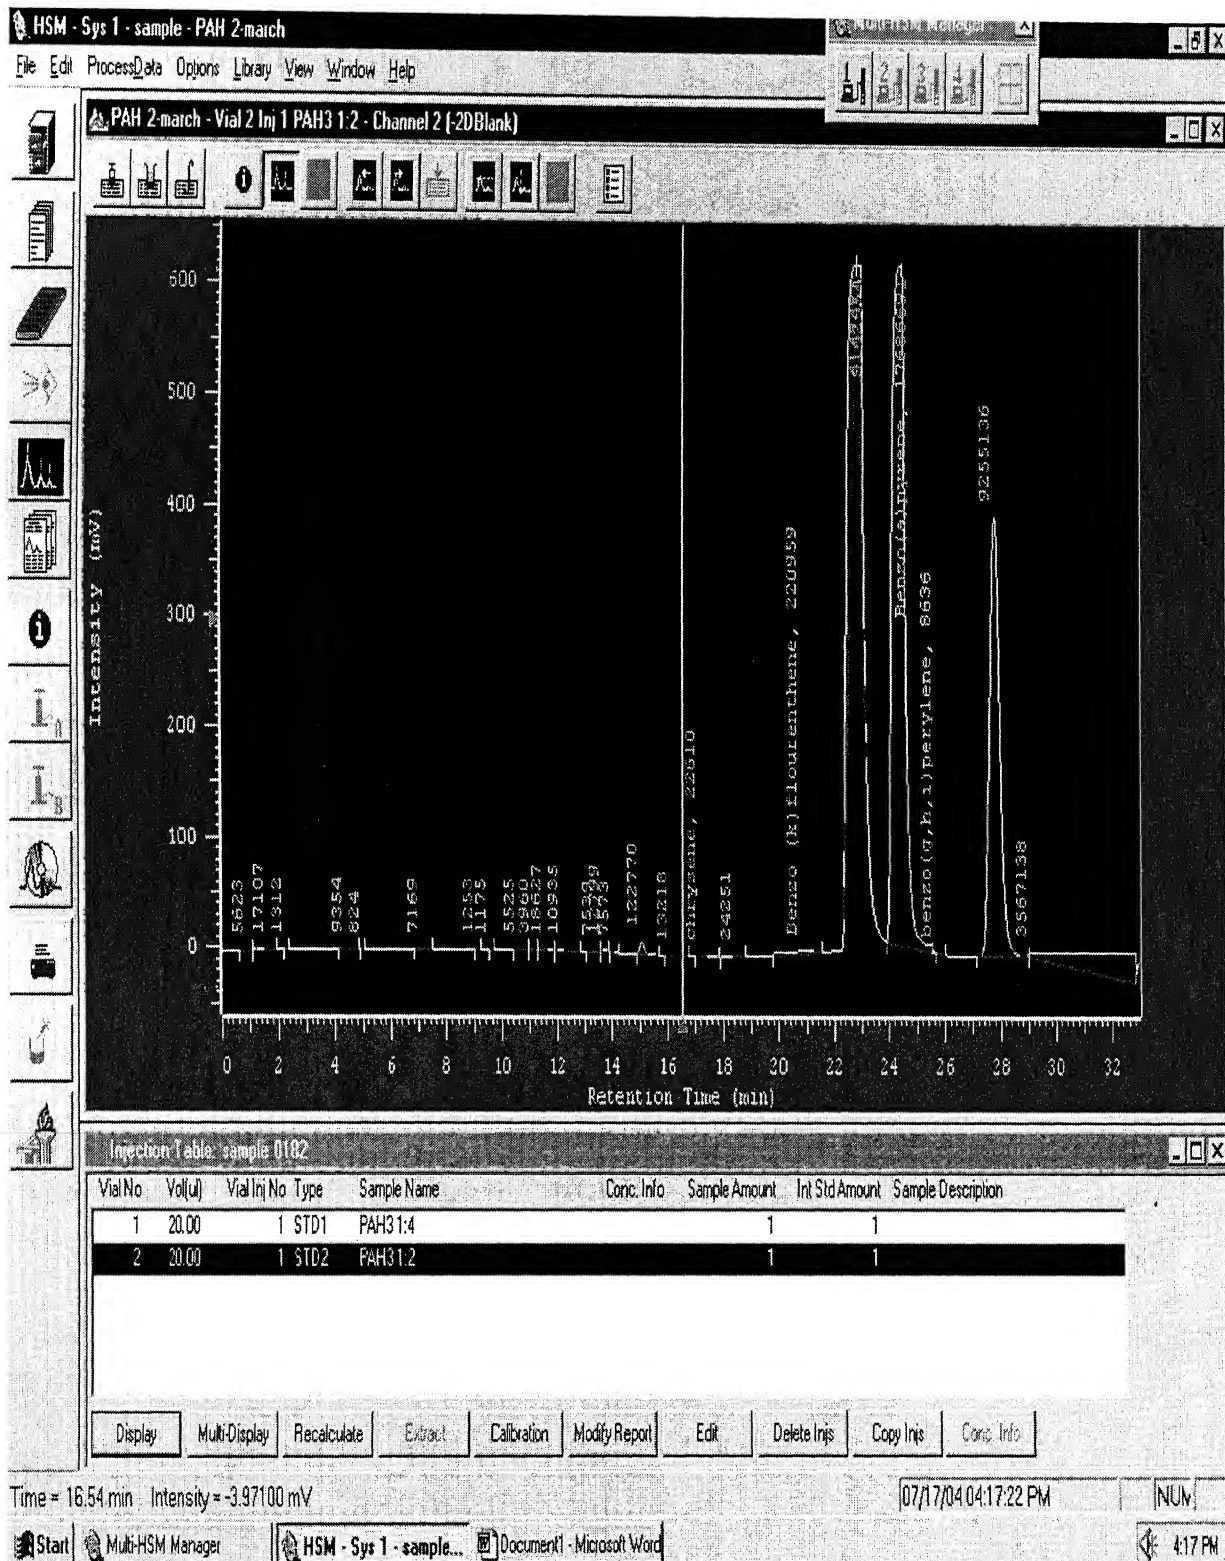 HSM - Sys 1 - sample - PAH 2-march
File Edit ProcessData Options Library View Window Help
1 2 3 4
PAH 2-march - Vial 2 Inj 1 PAH3 1:2 - Channel 2 (-2DBlank)
Intensity (mV)
600
500
400
300
200
100
0
5623
17107
1312
9354
824
7169
1253
1175
5525
3960
18627
10935
7573
122770
13218
chrysene, 22610
24251
Benzo (K)flourenthene, 220959
benzo(g,h,i)perylene, 8636
9255136
3567138
0 2 4 6 8 10 12 14 16 18 20 22 24 26 28 30 32
Retention Time (min)
Injection Table: sample 0182
Vial No Vol(ul) Vial Inj No Type Sample Name Conc. Info Sample Amount Int Std Amount Sample Description
1 20.00 1 STD1 PAH3 1:4 1 1
2 20.00 1 STD2 PAH3 1:2 1 1
Display Multi-Display Recalculate Extract Calibration Modify Report Edit Delete Injs Copy Injs Conc. Info
Time = 16.54 min Intensity = -3.97100 mV 07/17/04 04:17:22 PM NUM
Start Multi-HSM Manager HSM - Sys 1 - sample... Document1 - Microsoft Word 4:17 PM